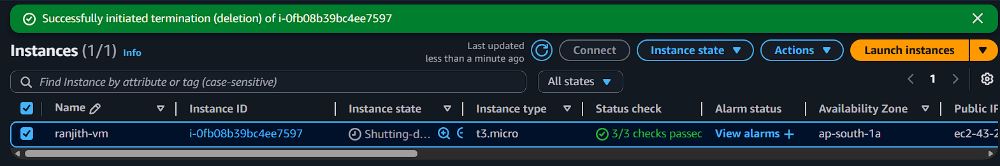 Successfully initiated termination (deletion) of i-0fb08b39bc4ee7597
Instances (1/1) Info
Last updated
less than a minute ago
Connect
Instance state
Actions
Launch instances
Find Instance by attribute or tag (case-sensitive)
All states
1
Name Instance ID Instance state Instance type Status check Alarm status Availability Zone Public IP
ranjith-vm i-0fb08b39bc4ee7597 Shutting-d... t3.micro 3/3 checks passec View alarms + ap-south-1a ec2-43-2